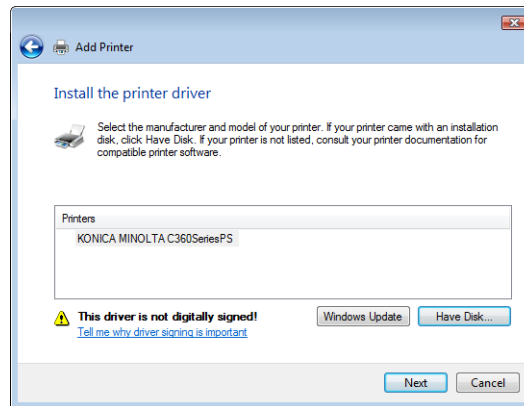 Add Printer
Install the printer driver
Select the manufacturer and model of your printer. If your printer came with an installation
disk, click Have Disk. If your printer is not listed, consult your printer documentation for
compatible printer software.
Printers
KONICA MINOLTA C360SeriesPS
This driver is not digitally signed!
Windows Update
Have Disk...
Tell me why driver signing is important
Next
Cancel